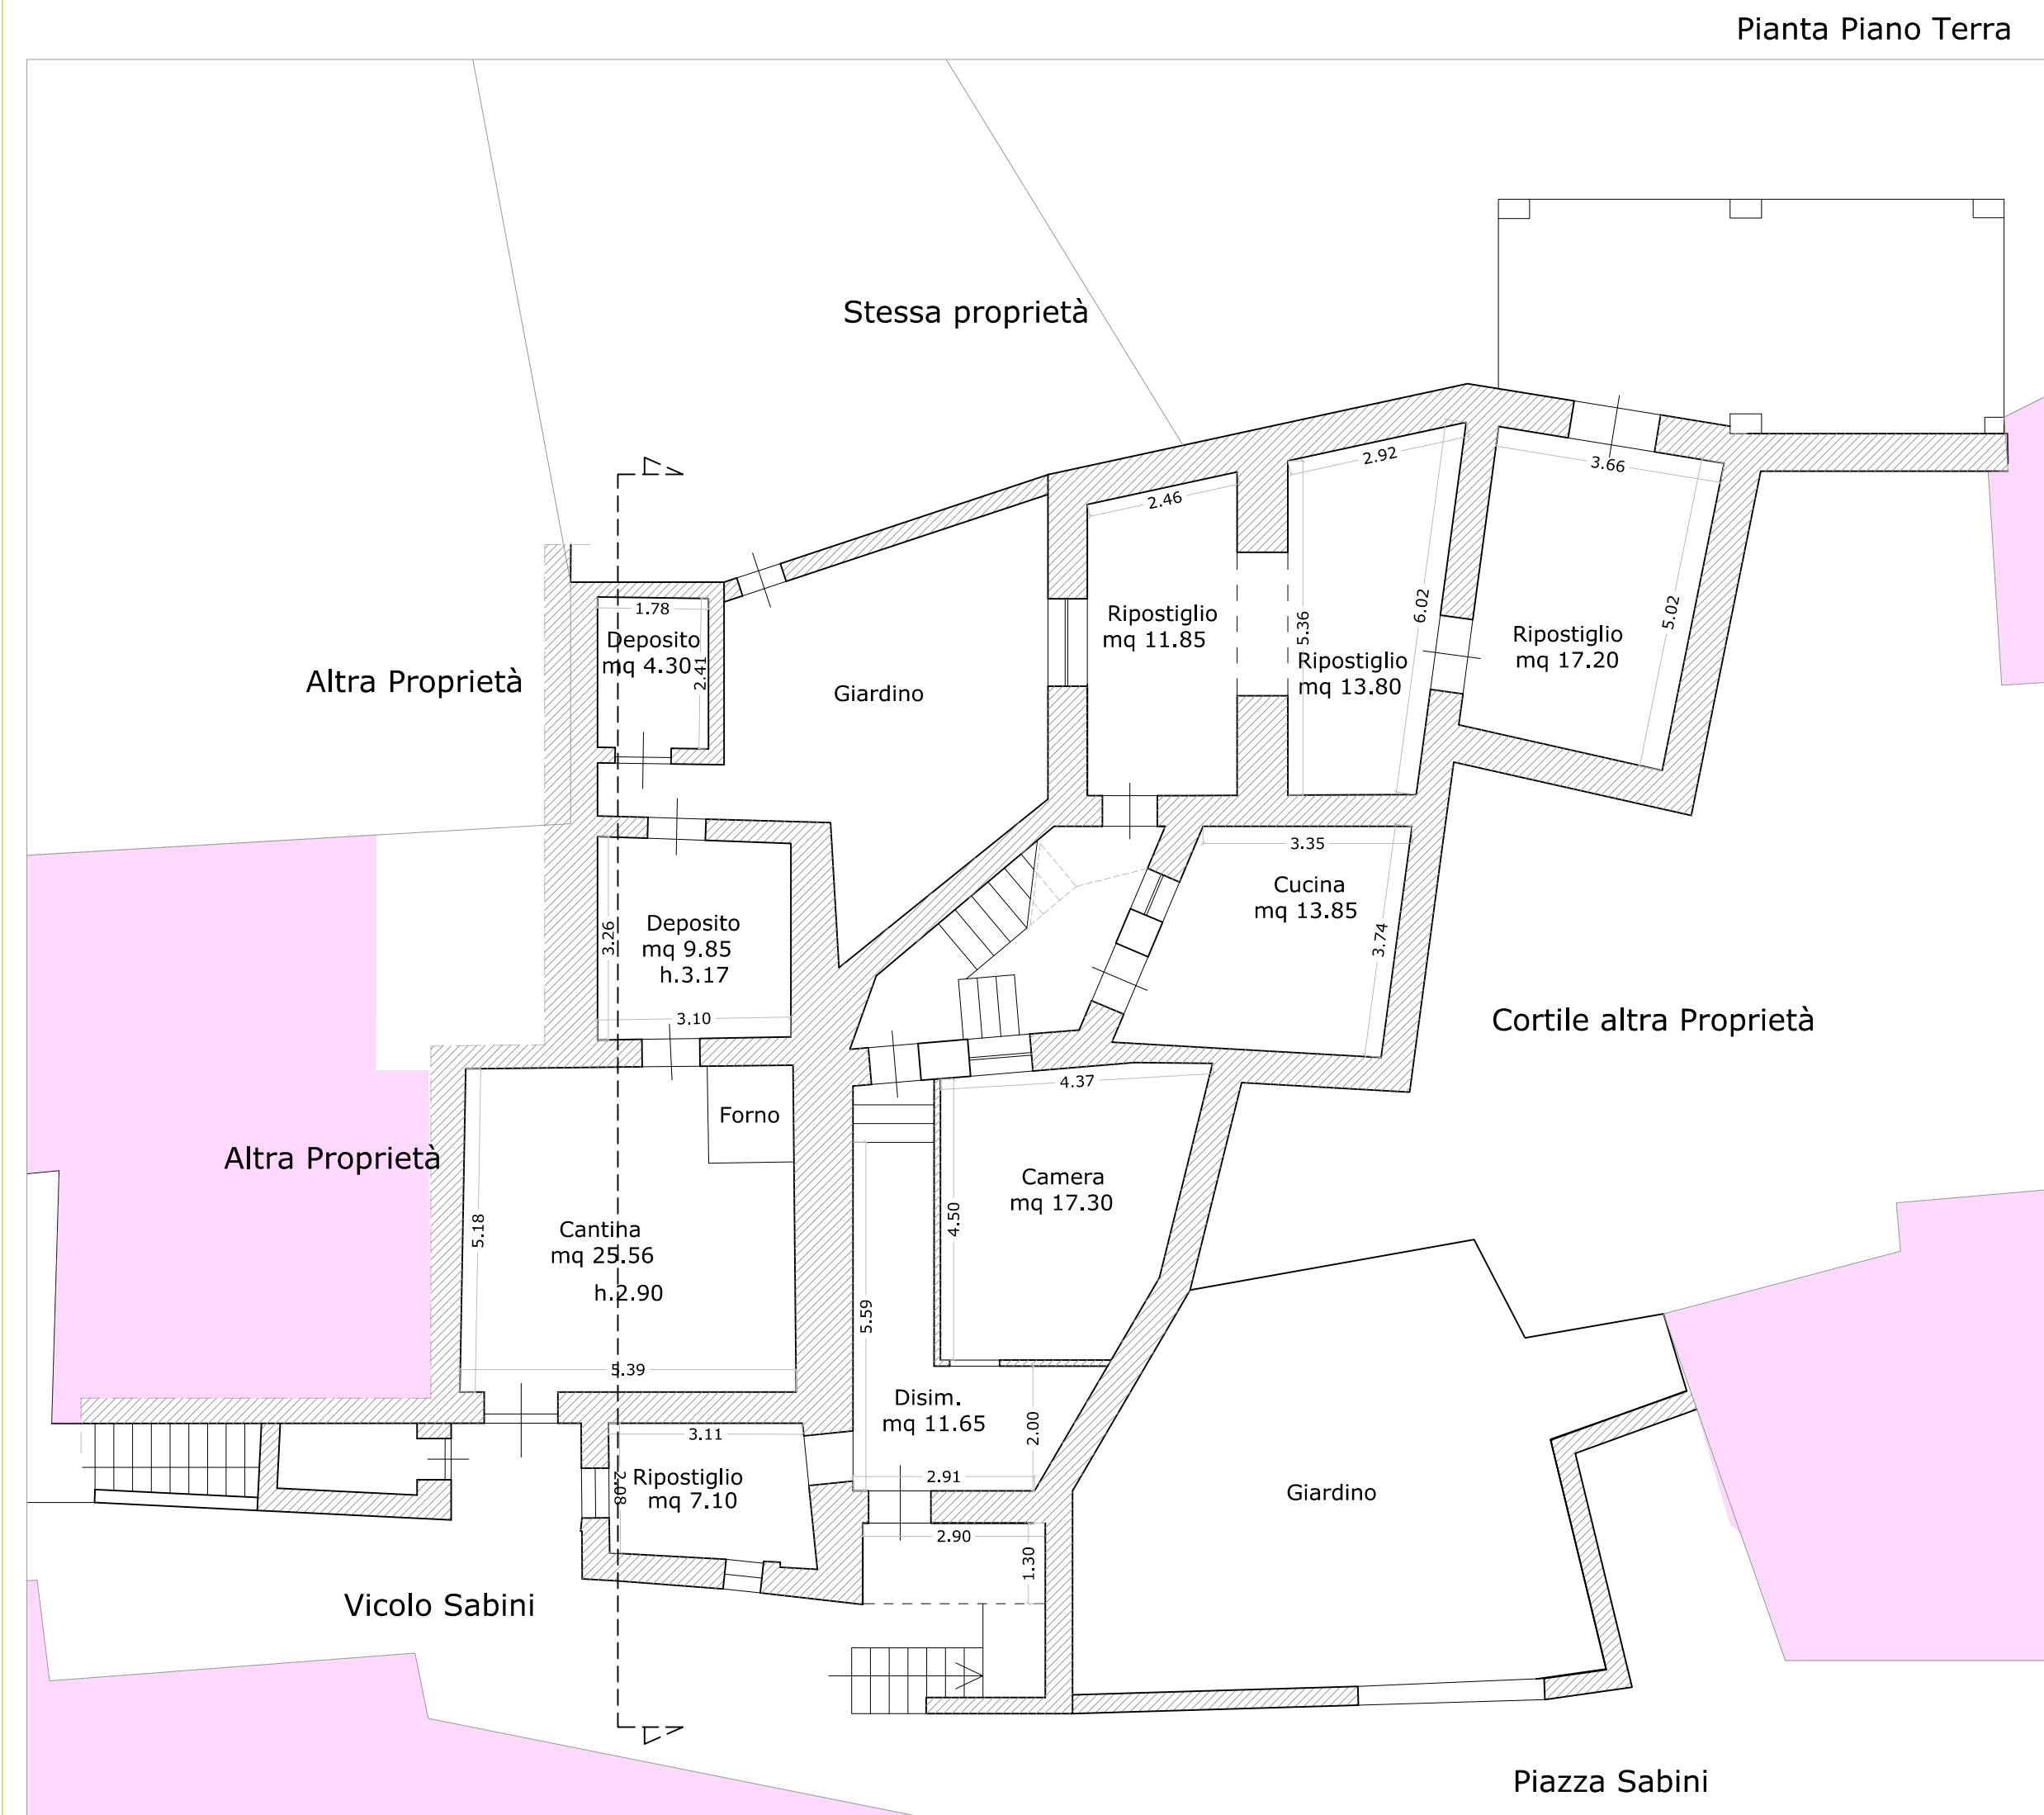 Pianta Piano Terra
Stessa proprietà
2.92
3.66
2.46
1.78
Deposito
mq 4.30
2.41
Altra Proprietà
Giardino
Ripostiglio
mq 11.85
5.36
6.02
Ripostiglio
mq 13.80
Ripostiglio
mq 17.20
5.02
3.35
Cucina
mq 13.85
3.74
Deposito
mq 9.85
h.3.17
3.26
3.10
Cortile altra Proprietà
4.37
Forno
Altra Proprietà
Camera
mq 17.30
4.50
5.18
Cantina
mq 25.56
h.2.90
5.59
5.39
Disim.
mq 11.65
2.00
3.11
Ripostiglio
mq 7.10
2.08
2.91
Giardino
2.90
1.30
Vicolo Sabini
Piazza Sabini